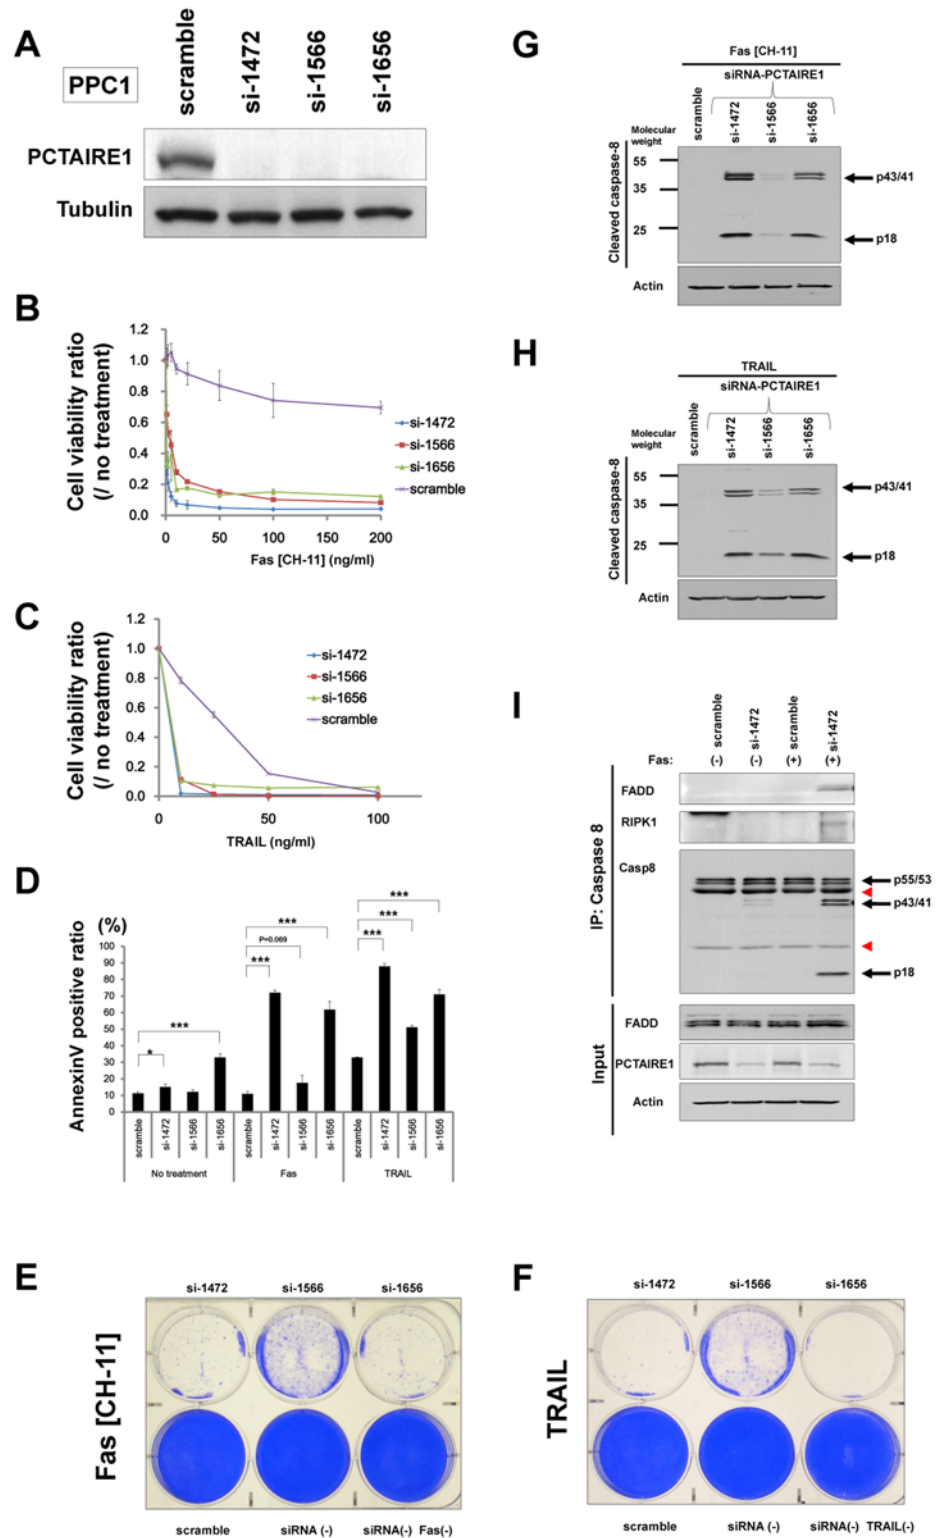 A
PPC1
scramble
si-1472
si-1566
si-1656
PCTAIRE1
Tubulin
B
Cell viability ratio
(/ no treatment)
1.2
1.0
0.8
0.6
0.4
0.2
0.0
0
50
100
150
200
Fas [CH-11] (ng/ml)
si-1472
si-1566
si-1656
scramble
C
Cell viability ratio
(/ no treatment)
1.2
1.0
0.8
0.6
0.4
0.2
0.0
0
50
100
TRAIL (ng/ml)
si-1472
si-1566
si-1656
scramble
D
(%)
AnnexinV positive ratio
100
90
80
70
60
50
40
30
20
10
0
*
***
***
P=0.069
***
***
***
***
scramble
si-1472
si-1566
si-1656
scramble
si-1472
si-1566
si-1656
scramble
si-1472
si-1566
si-1656
No treatment
Fas
TRAIL
E
Fas [CH-11]
si-1472
si-1566
si-1656
scramble
siRNA (-)
siRNA(-) Fas(-)
F
TRAIL
si-1472
si-1566
si-1656
scramble
siRNA (-)
siRNA(-) TRAIL(-)
G
Fas [CH-11]
siRNA-PCTAIRE1
scramble
si-1472
si-1566
si-1656
Molecular
weight
55
35
25
Cleaved caspase-8
p43/41
p18
Actin
H
TRAIL
siRNA-PCTAIRE1
scramble
si-1472
si-1566
si-1656
Molecular
weight
55
35
25
Cleaved caspase-8
p43/41
p18
Actin
I
scramble
si-1472
scramble
si-1472
Fas: (-) (-) (+) (+)
IP: Caspase 8
FADD
RIPK1
Casp8
p55/53
p43/41
p18
Input
FADD
PCTAIRE1
Actin